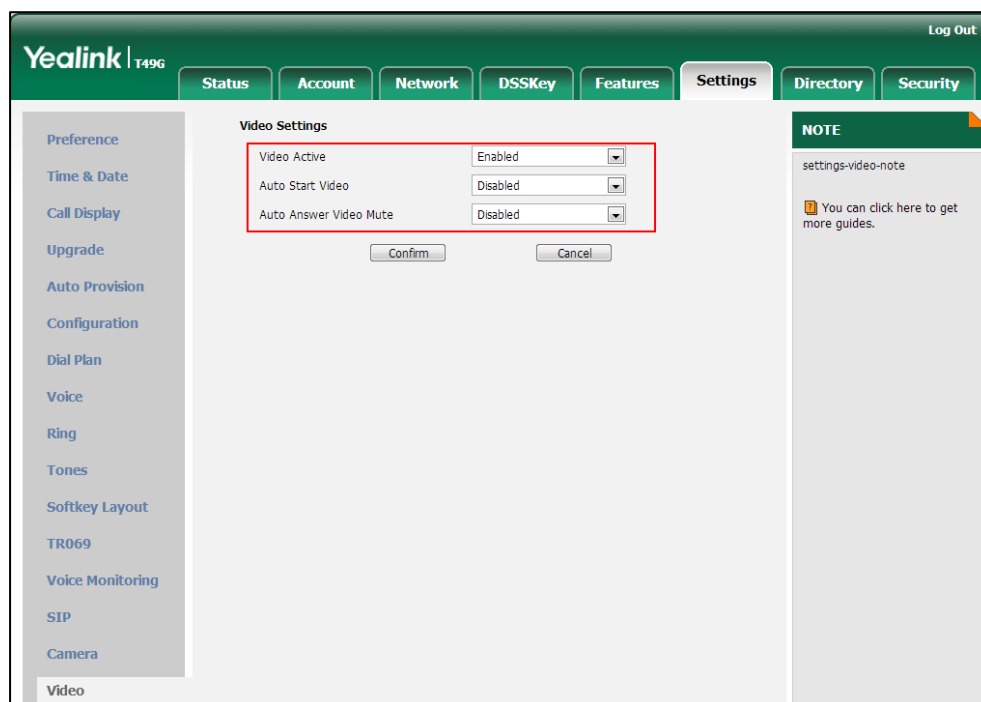 Log Out
Yealink | T49G
Status Account Network DSSKey Features Settings Directory Security
Preference
Time & Date
Call Display
Upgrade
Auto Provision
Configuration
Dial Plan
Voice
Ring
Tones
Softkey Layout
TR069
Voice Monitoring
SIP
Camera
Video
Video Settings
Video Active Enabled
Auto Start Video Disabled
Auto Answer Video Mute Disabled
Confirm Cancel
NOTE
settings-video-note
You can click here to get
more guides.